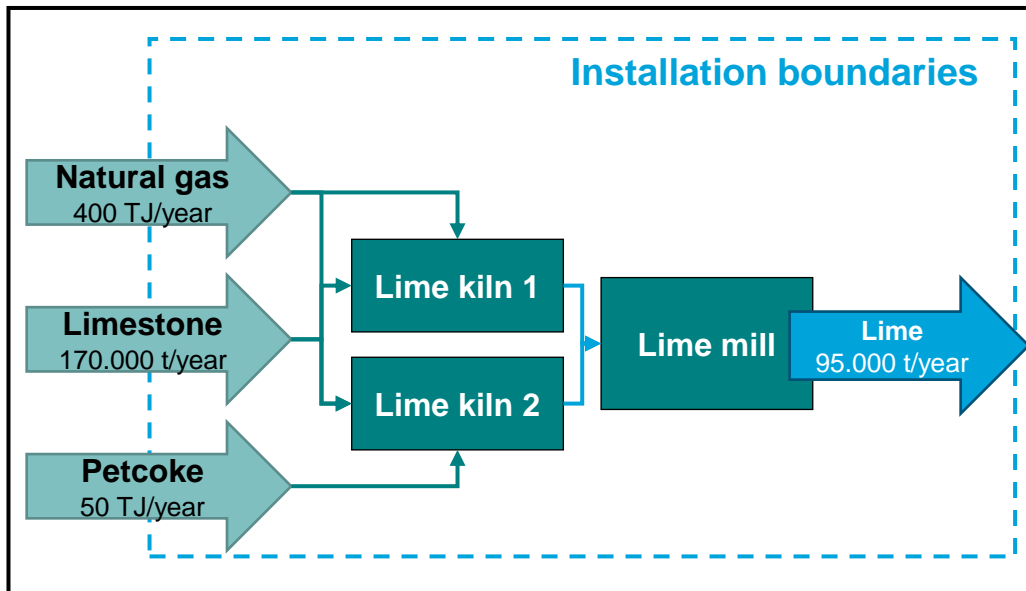 Installation boundaries
Natural gas
400 TJ/year
Lime kiln 1
Limestone
170.000 t/year
Lime mill
Lime
95.000 t/year
Lime kiln 2
Petcoke
50 TJ/year